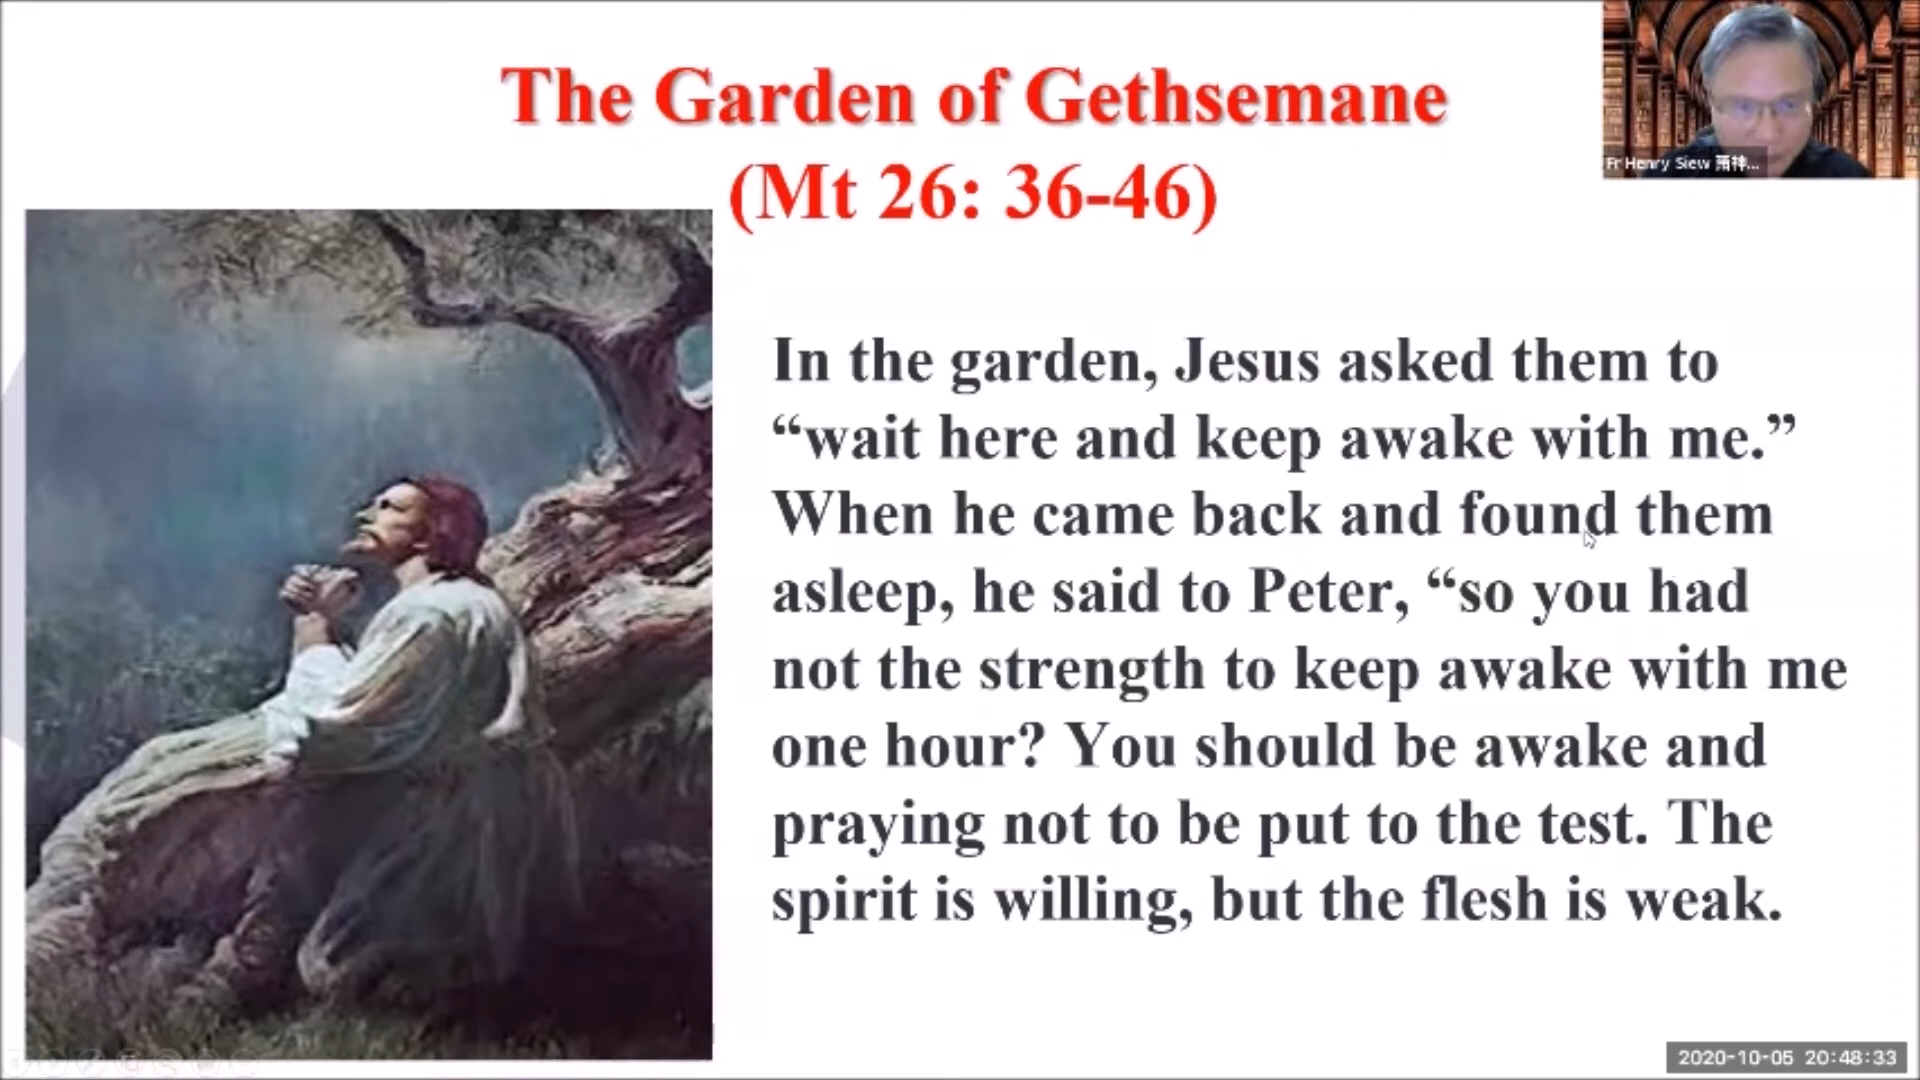 The Garden of Gethsemane
(Mt 26: 36-46)
Fr Henry Siew 蕭神...
In the garden, Jesus asked them to
“wait here and keep awake with me.”
When he came back and found them
asleep, he said to Peter, “so you had
not the strength to keep awake with me
one hour? You should be awake and
praying not to be put to the test. The
spirit is willing, but the flesh is weak.
2020-10-05 20:48:33